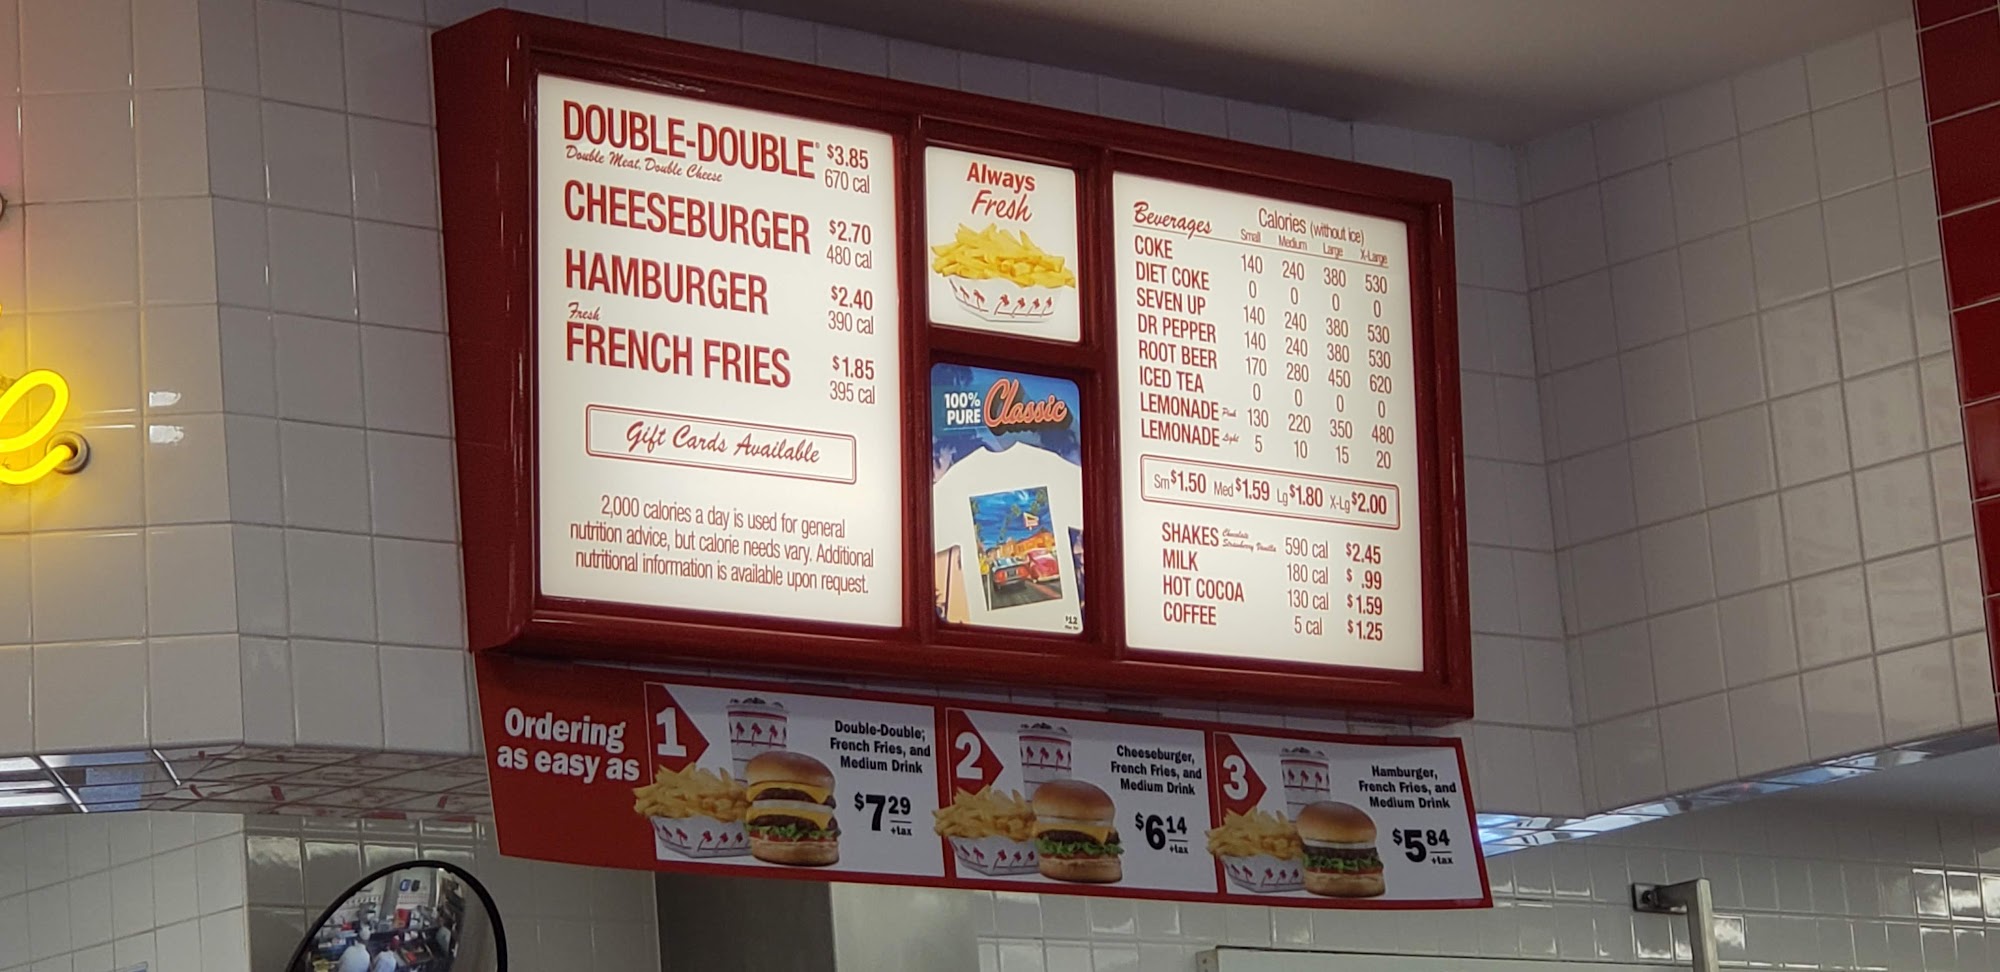 DOUBLE-DOUBLE® $3.85
Double Meat, Double Cheese 670 cal
CHEESEBURGER $2.70
480 cal
HAMBURGER $2.40
390 cal
Fresh
FRENCH FRIES $1.85
395 cal
Gift Cards Available
2,000 calories a day is used for general
nutrition advice, but calorie needs vary. Additional
nutritional information is available upon request.
Always
Fresh
100%
PURE Classic
$12
Beverages Calories (without ice)
Small Medium Large X-Large
COKE 140 240 380 530
DIET COKE 0 0 0 0
SEVEN UP 140 240 380 530
DR PEPPER 140 240 380 530
ROOT BEER 170 280 450 620
ICED TEA 0 0 0 0
LEMONADE Pink 130 220 350 480
LEMONADE Light 5 10 15 20
Sm $1.50 Med $1.59 Lg $1.80 X-Lg $2.00
SHAKES Chocolate Strawberry Vanilla 590 cal $2.45
MILK 180 cal $ .99
HOT COCOA 130 cal $1.59
COFFEE 5 cal $1.25
Ordering
as easy as
1
Double-Double,
French Fries, and
Medium Drink
$7.29
+tax
2
Cheeseburger,
French Fries, and
Medium Drink
$6.14
+tax
3
Hamburger,
French Fries, and
Medium Drink
$5.84
+tax